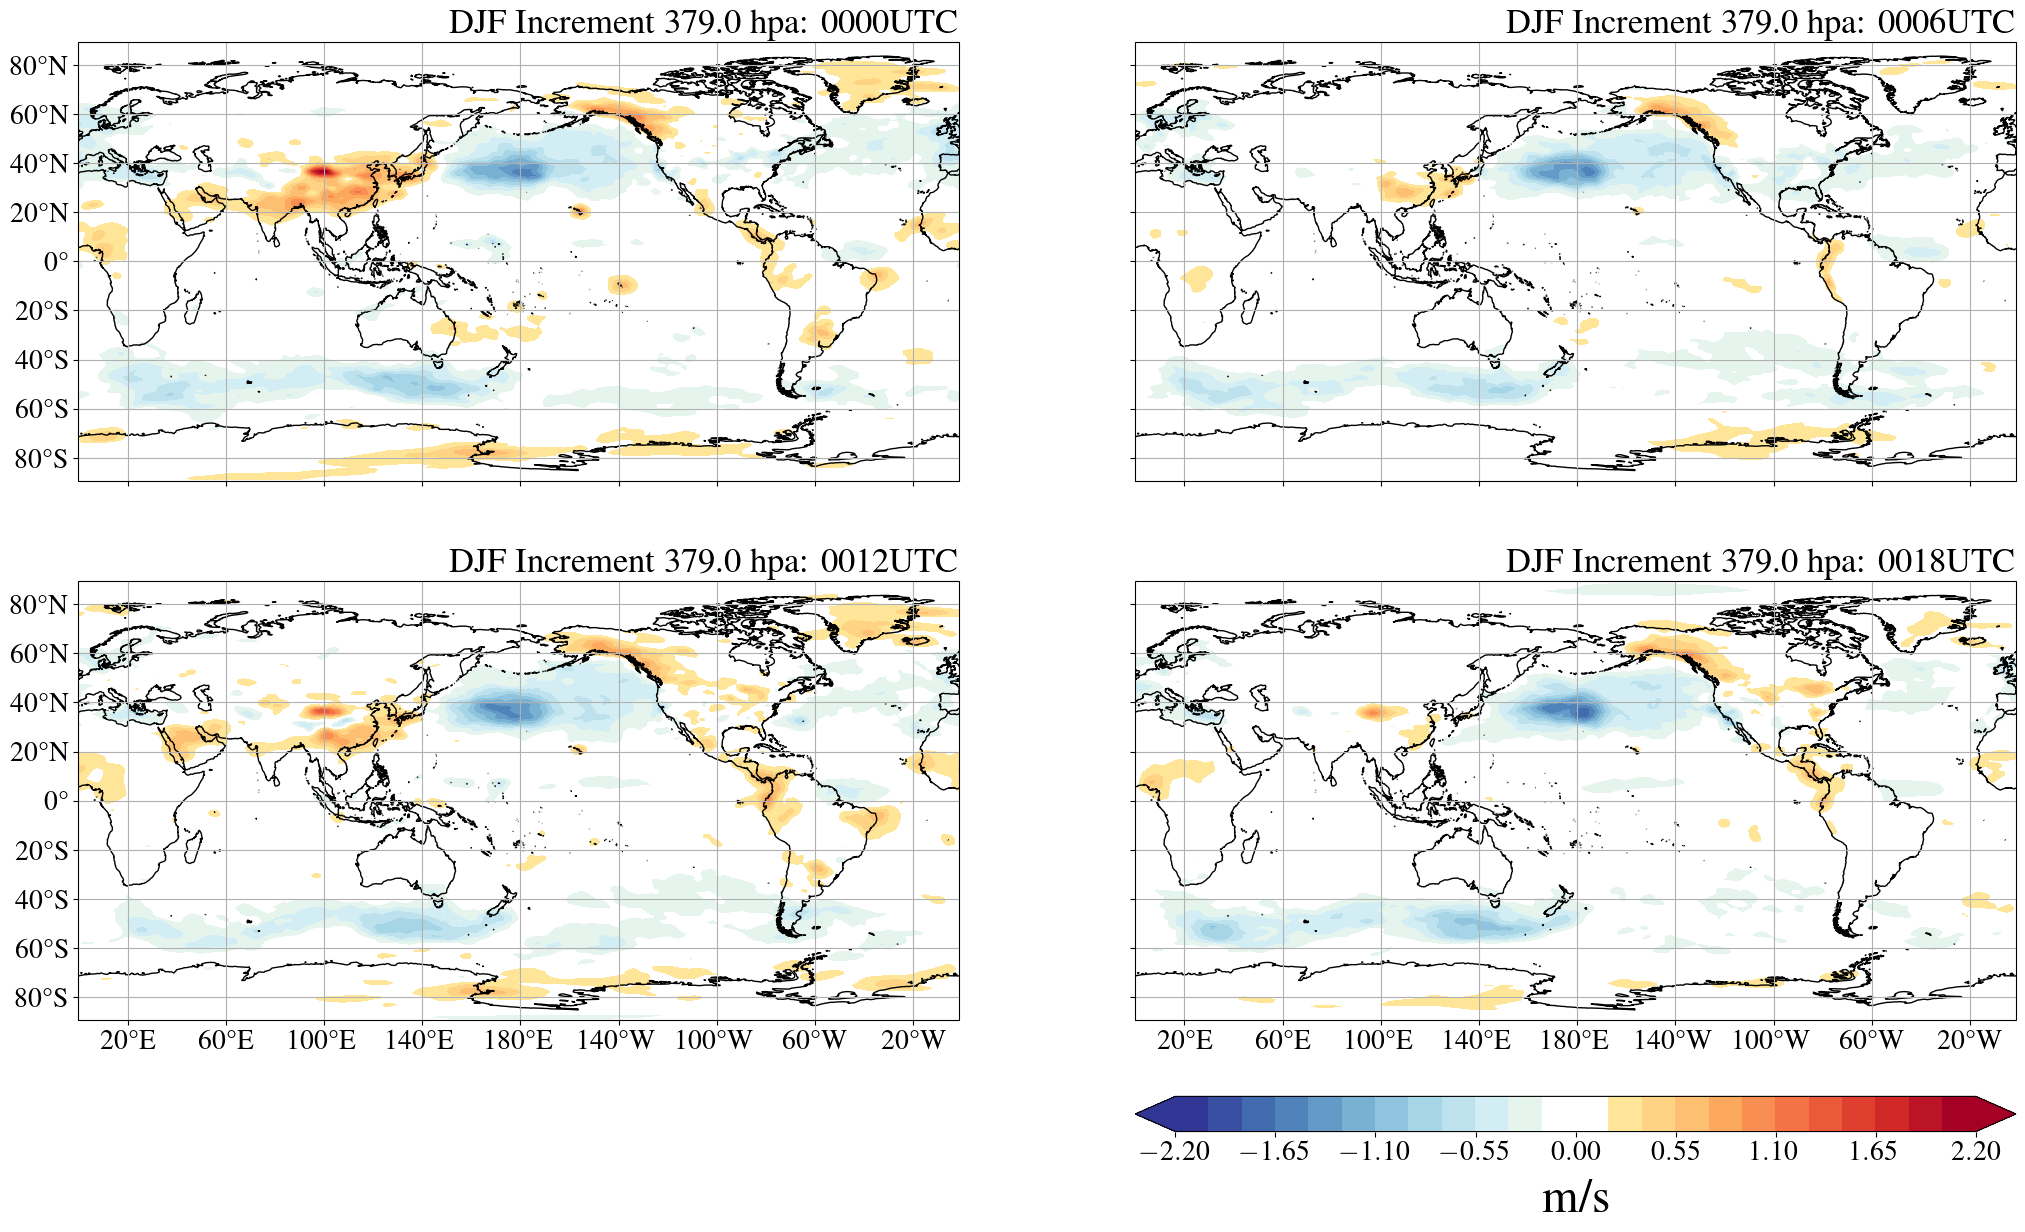 DJF Increment 379.0 hpa: 0000UTC
DJF Increment 379.0 hpa: 0006UTC
80°N
60°N
40°N
20°N
0°
20°S
40°S
60°S
80°S
DJF Increment 379.0 hpa: 0012UTC
DJF Increment 379.0 hpa: 0018UTC
80°N
60°N
40°N
20°N
0°
20°S
40°S
60°S
80°S
20°E 60°E 100°E 140°E 180°E 140°W 100°W 60°W 20°W
20°E 60°E 100°E 140°E 180°E 140°W 100°W 60°W 20°W
−2.20 −1.65 −1.10 −0.55 0.00 0.55 1.10 1.65 2.20
m/s